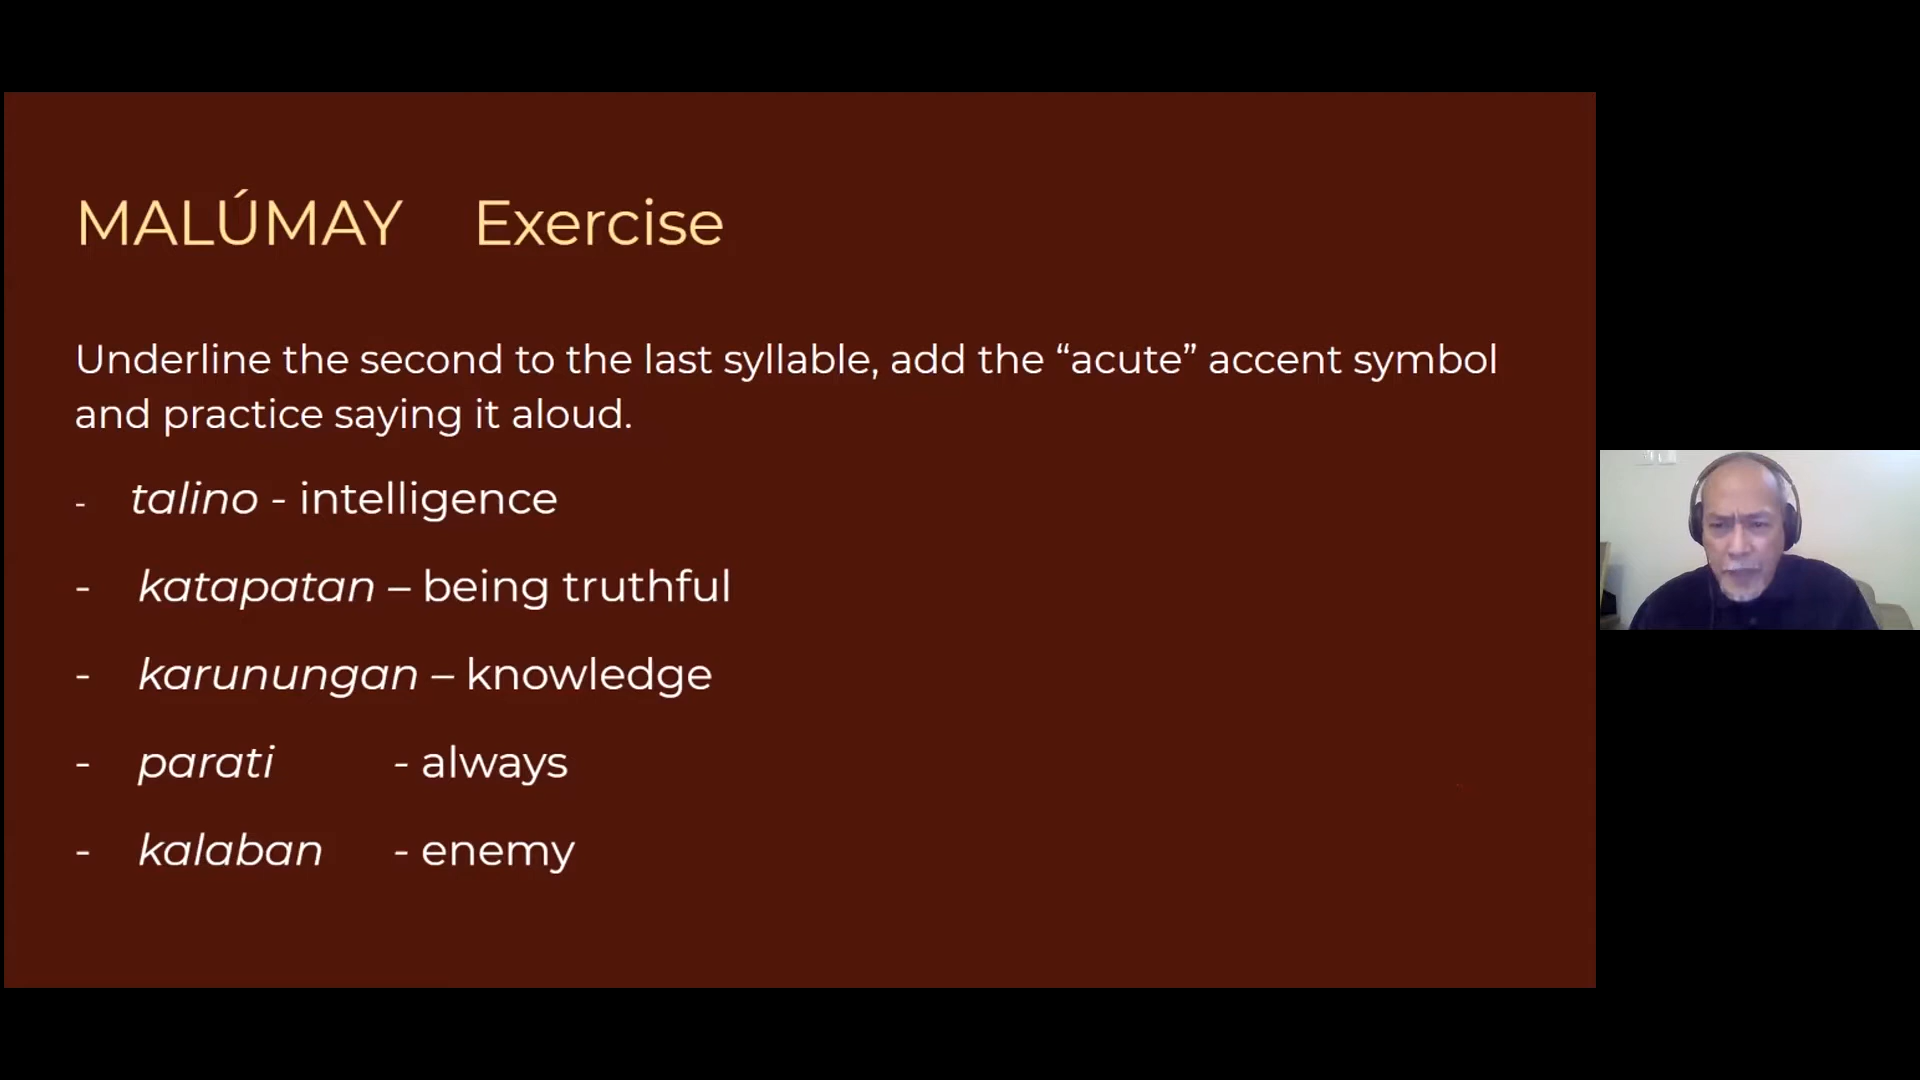 MALÚMAY Exercise
Underline the second to the last syllable, add the “acute” accent symbol
and practice saying it aloud.
- talino - intelligence
- katapatan – being truthful
- karunungan – knowledge
- parati - always
- kalaban - enemy